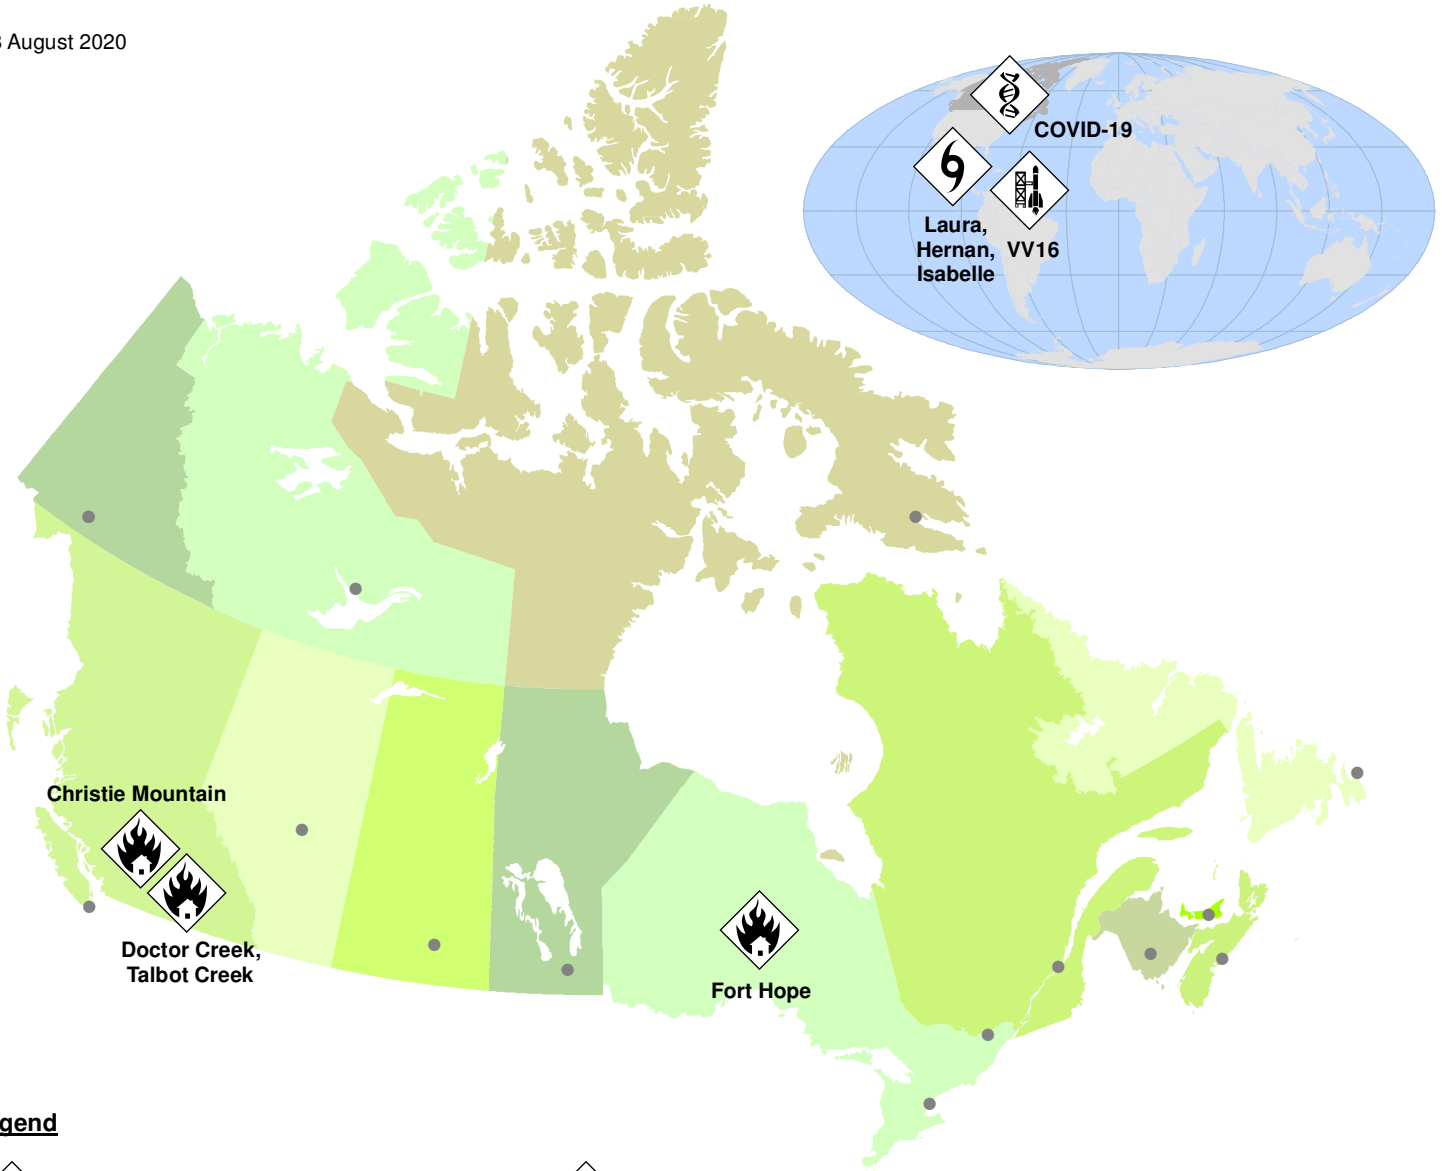 August 2020
COVID-19
Laura,
Hernan, VV16
Isabelle
Christie Mountain
Doctor Creek,
Talbot Creek
Fort Hope
gend